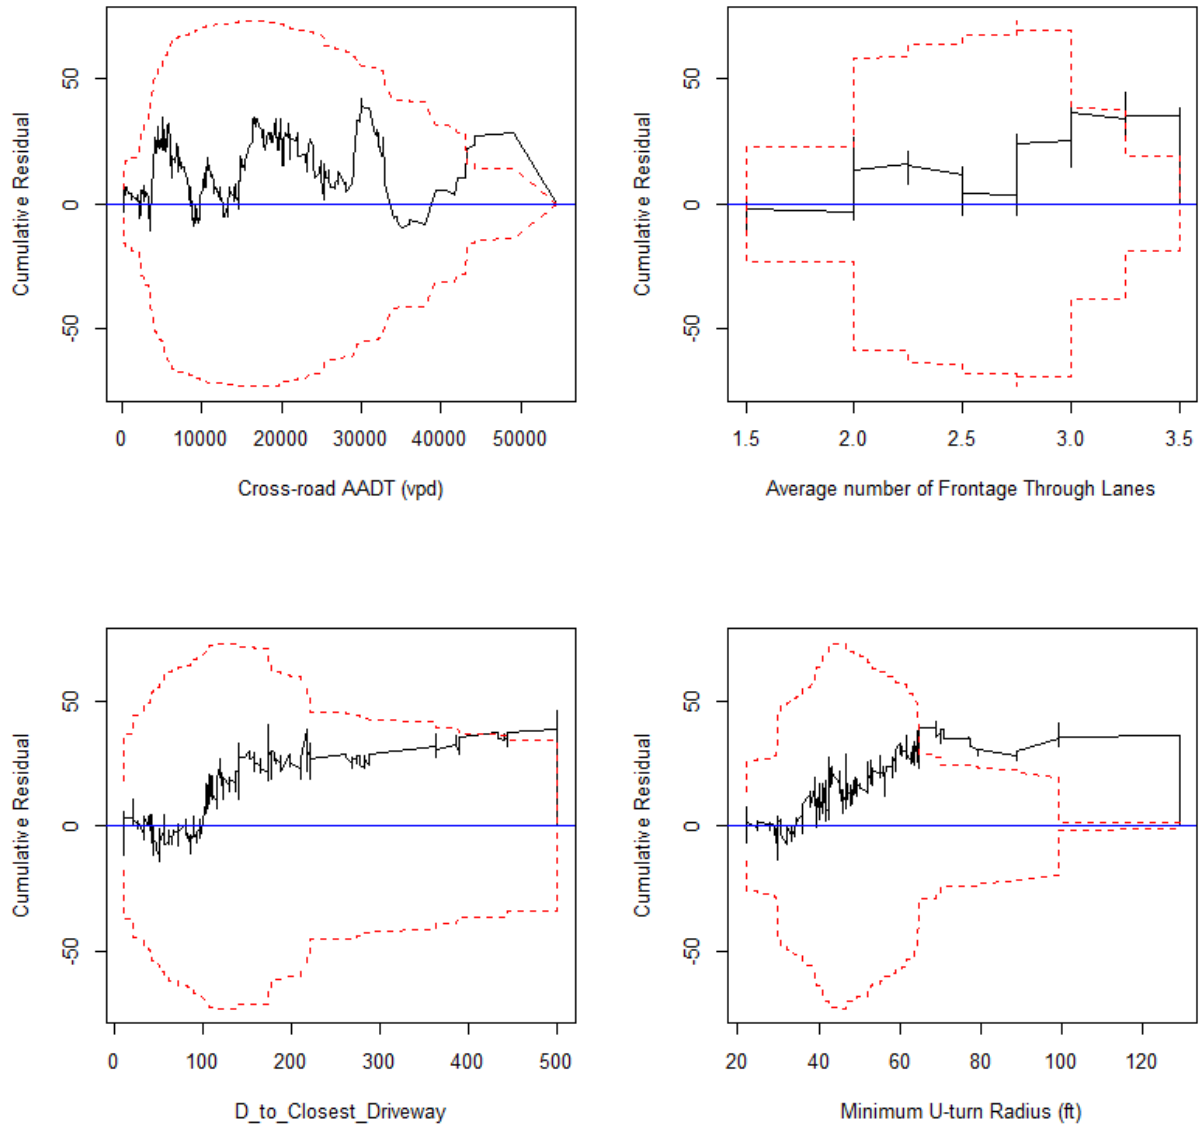 Cumulative Residual
50
0
-50
0 10000 20000 30000 40000 50000
Cross-road AADT (vpd)
Cumulative Residual
50
0
-50
1.5 2.0 2.5 3.0 3.5
Average number of Frontage Through Lanes
Cumulative Residual
50
0
-50
0 100 200 300 400 500
D_to_Closest_Driveway
Cumulative Residual
50
0
-50
20 40 60 80 100 120
Minimum U-turn Radius (ft)